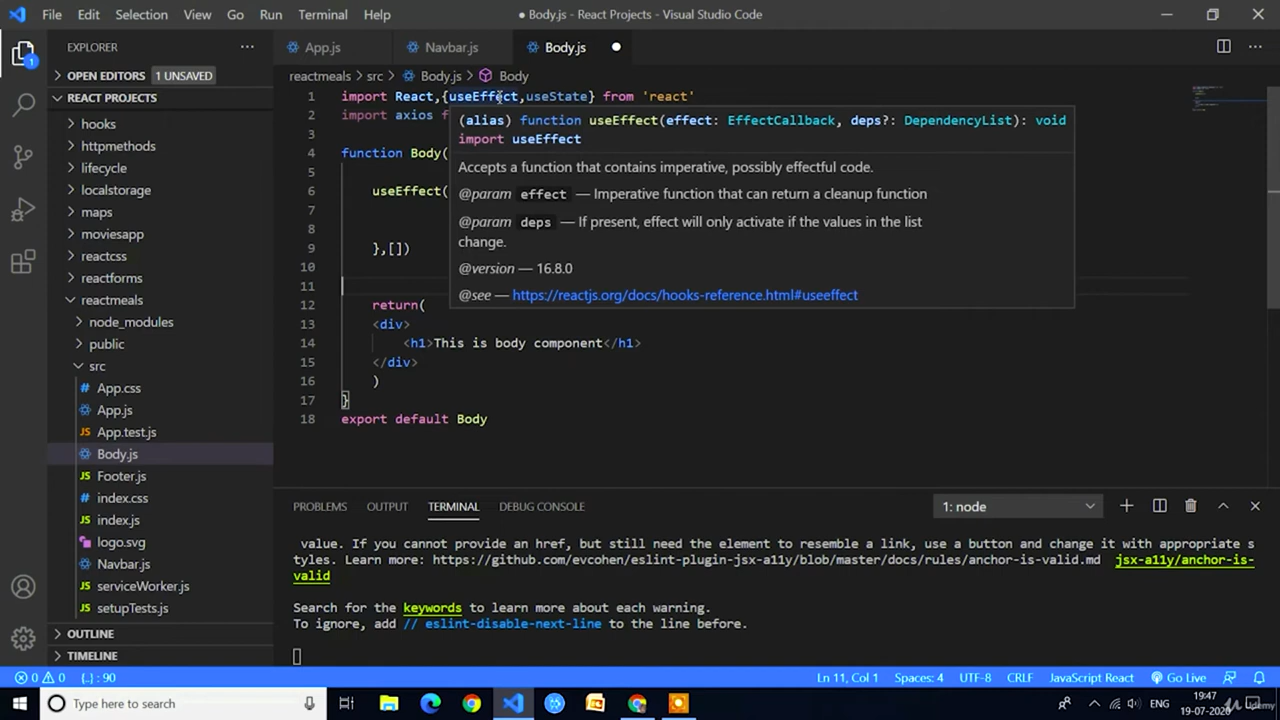 File Edit Selection View Go Run Terminal Help ● Body.js - React Projects - Visual Studio Code
EXPLORER ...
App.js Navbar.js Body.js
OPEN EDITORS 1 UNSAVED
REACT PROJECTS
hooks
httpmethods
lifecycle
localstorage
maps
moviesapp
reactcss
reactforms
reactmeals
node_modules
public
src
App.css
App.js
App.test.js
Body.js
Footer.js
index.css
index.js
logo.svg
Navbar.js
serviceWorker.js
setupTests.js
OUTLINE
TIMELINE
1
reactmeals > src > Body.js > Body
1 import React,{useEffect,useState} from 'react'
2 import axios f
3
4 function Body(
5
6 useEffect(
7
8
9 },[])
10
11
12 return(
13 <div>
14 <h1>This is body component</h1>
15 </div>
16 )
17 }
18 export default Body
(alias) function useEffect(effect: EffectCallback, deps?: DependencyList): void
import useEffect
Accepts a function that contains imperative, possibly effectful code.
@param effect — Imperative function that can return a cleanup function
@param deps — If present, effect will only activate if the values in the list
change.
@version — 16.8.0
@see — https://reactjs.org/docs/hooks-reference.html#useeffect
PROBLEMS OUTPUT TERMINAL DEBUG CONSOLE 1: node
value. If you cannot provide an href, but still need the element to resemble a link, use a button and change it with appropriate s
tyles. Learn more: https://github.com/evcohen/eslint-plugin-jsx-a11y/blob/master/docs/rules/anchor-is-valid.md jsx-a11y/anchor-is-
valid
Search for the keywords to learn more about each warning.
To ignore, add // eslint-disable-next-line to the line before.
0 0 {..} : 90 Ln 11, Col 1 Spaces: 4 UTF-8 CRLF JavaScript React Go Live
Type here to search ENG 19:47
19-07-2020
Udemy